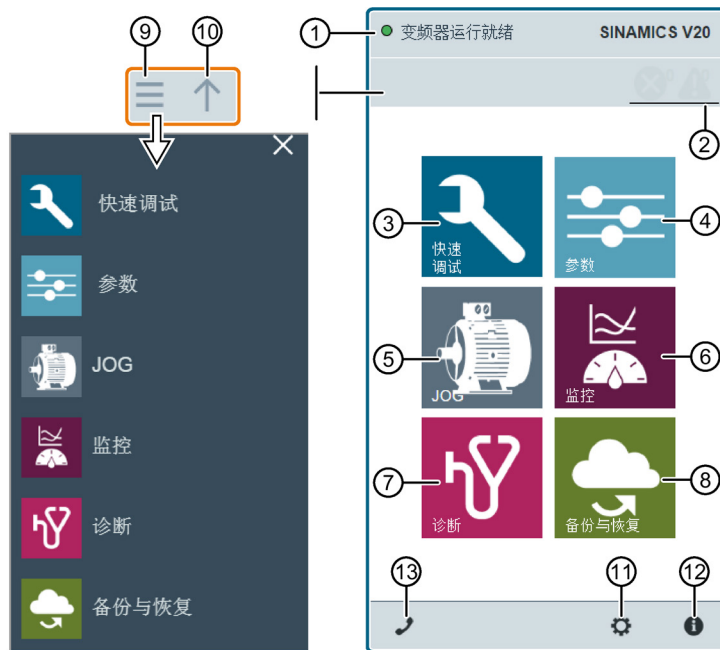 ⑨
⑩
①
变频器运行就绪
SINAMICS V20
②
快速调试
参数
JOG
监控
诊断
备份与恢复
③
快速
调试
④
参数
⑤
JOG
⑥
监控
⑦
诊断
⑧
备份与恢复
⑬
⑪
⑫